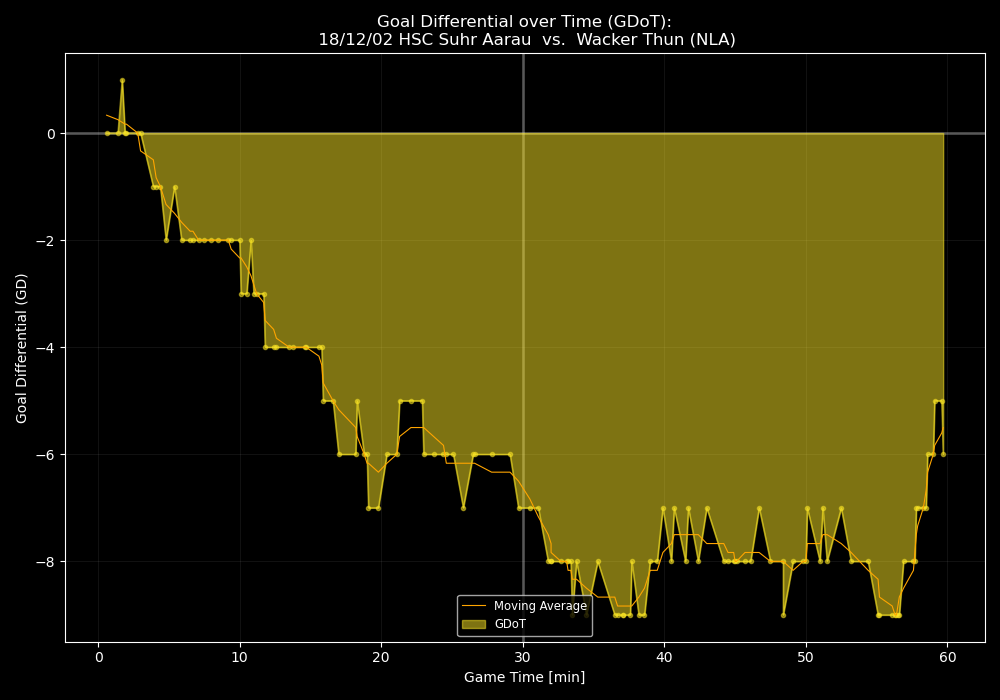 Goal Differential over Time (GDoT):
18/12/02 HSC Suhr Aarau  vs.  Wacker Thun (NLA)
Goal Differential (GD)
0
−2
−4
−6
−8
Moving Average
GDoT
0 10 20 30 40 50 60
Game Time [min]